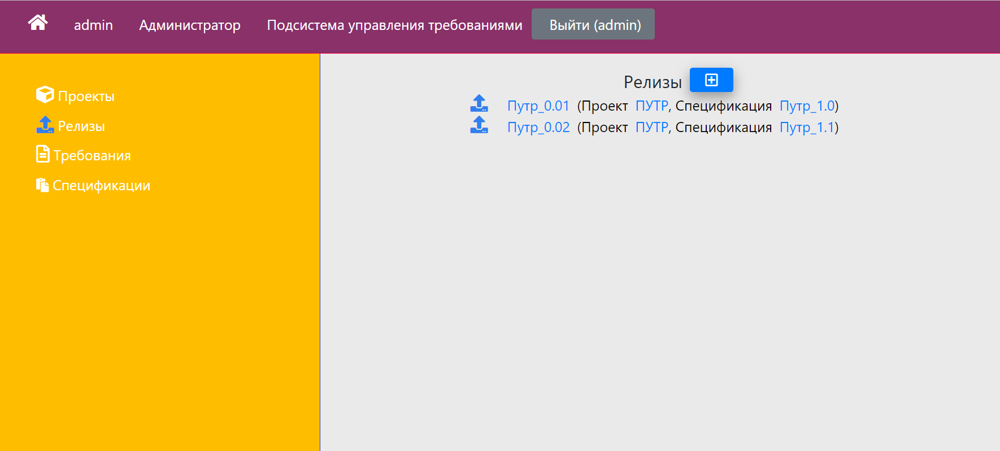 admin Администратор Подсистема управления требованиями Выйти (admin)
Проекты
Релизы
Требования
Спецификации
Релизы
Путр_0.01 (Проект ПУТР, Спецификация Путр_1.0)
Путр_0.02 (Проект ПУТР, Спецификация Путр_1.1)